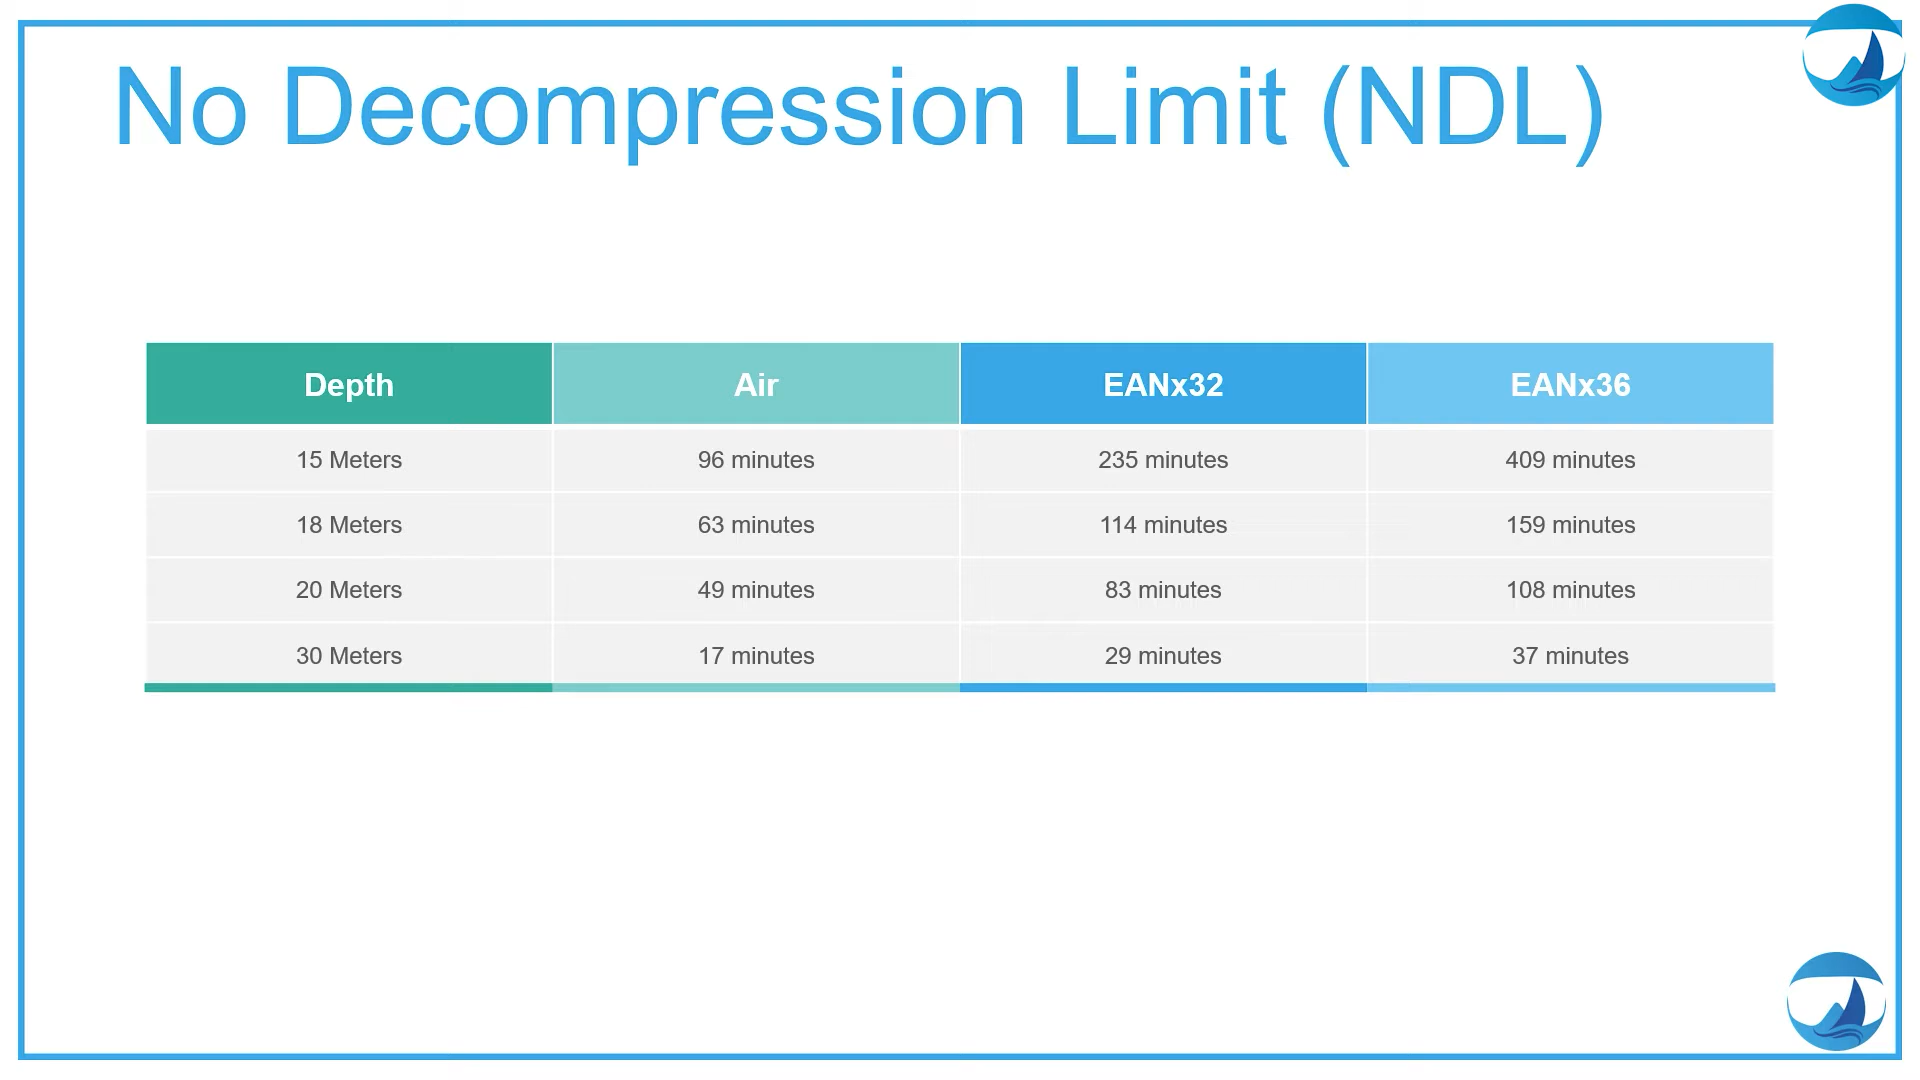 No Decompression Limit (NDL)
Depth Air EANx32 EANx36
15 Meters 96 minutes 235 minutes 409 minutes
18 Meters 63 minutes 114 minutes 159 minutes
20 Meters 49 minutes 83 minutes 108 minutes
30 Meters 17 minutes 29 minutes 37 minutes